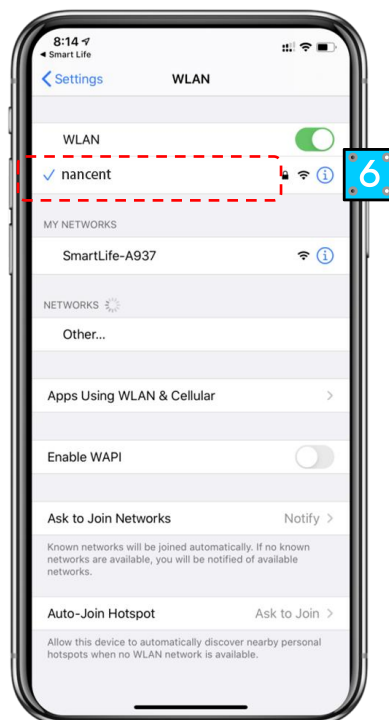 8:14
Smart Life
Settings
WLAN
WLAN
nancent
6
MY NETWORKS
SmartLife-A937
NETWORKS
Other...
Apps Using WLAN & Cellular
Enable WAPI
Ask to Join Networks
Notify
Known networks will be joined automatically. If no known
networks are available, you will be notified of available
networks.
Auto-Join Hotspot
Ask to Join
Allow this device to automatically discover nearby personal
hotspots when no WLAN network is available.